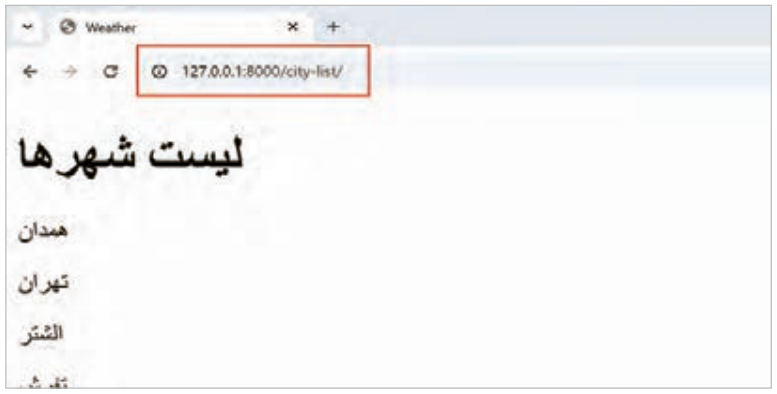 Weather
127.0.0.1:8000/city-list/
لیست شهرها
همدان
تهران
الشتر